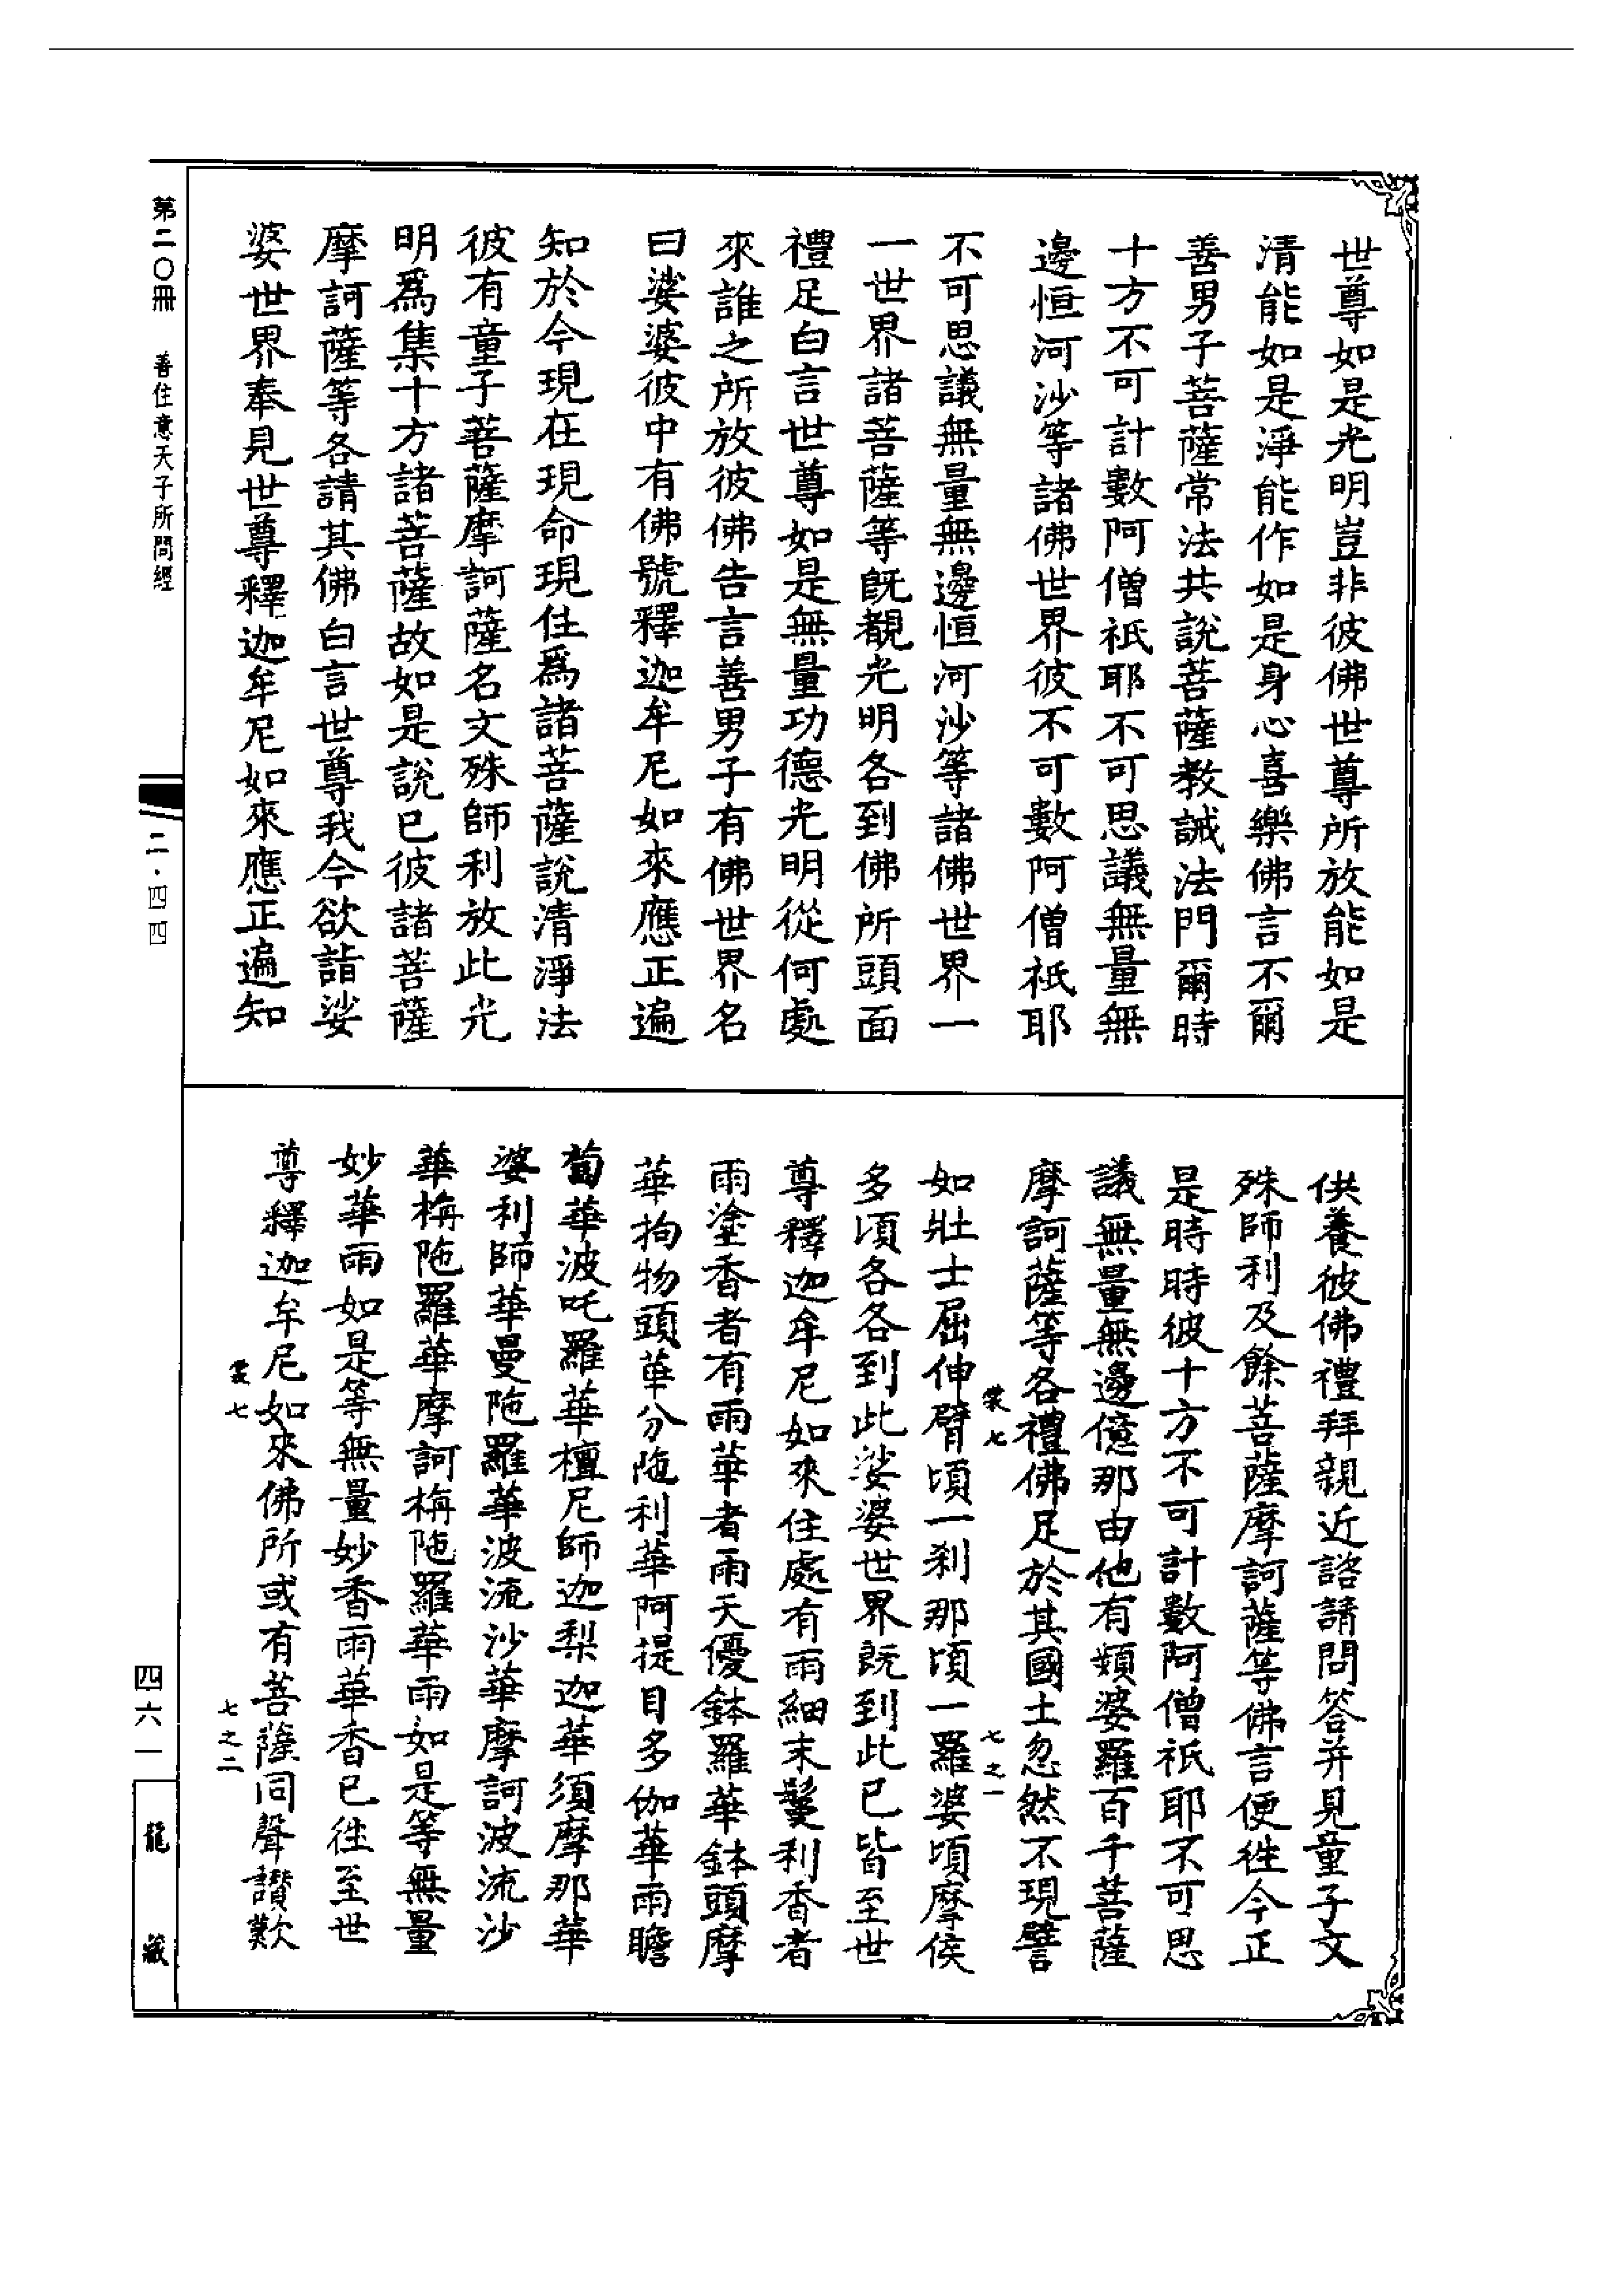 世尊如是光明豈非彼佛世尊所放能如是
清能如是淨能作如是身心喜樂佛言不爾
善男子菩薩常法共說菩薩教誡法門爾時
十方不可計數阿僧祇耶不可思議無量無
邊恒河沙等諸佛世界彼不可數阿僧祇耶
不可思議無量無邊恒河沙等諸佛世界一
一世界諸菩薩等既覩光明各到佛所頭面
禮足白言世尊如是無量功德光明從何處
來誰之所放彼佛告言善男子有佛世界名
曰娑婆彼中有佛號釋迦牟尼如來應正遍
知於今現在現命現住爲諸菩薩說清淨法
彼有童子菩薩摩訶薩名文殊師利放此光
明爲集十方諸菩薩故如是說已彼諸菩薩
摩訶薩等各請其佛白言世尊我今欲詣娑
婆世界奉見世尊釋迦牟尼如來應正遍知
供養彼佛禮拜親近諮請問答并見童子文
殊師利及餘菩薩摩訶薩等佛言便往今正
是時時彼十方不可計數阿僧祇耶不可思
議無量無邊億那由他有頻婆羅百千菩薩
摩訶薩等各禮佛足於其國土忽然不現譬
裳七 七之一
如壯士屈伸臂頃一刹那頃一羅婆頃摩侯
多頃各各到此娑婆世界既到此已皆至世
尊釋迦牟尼如來住處有雨細末鬘利香者
雨塗香者有雨華者雨天優鉢羅華鉢頭摩
華拘物頭華分陁利華阿提目多伽華雨瞻
蔔華波吒羅華檀尼師迦梨迦華須摩那華
婆利師華曼陁羅華波流沙華摩訶波流沙
華栴陁羅華摩訶栴陁羅華雨如是等無量
妙華雨如是等無量妙香雨華香已往至世
尊釋迦牟尼如來佛所或有菩薩同聲讃歎
裳七 七之二
第二〇冊 善住意天子所問經
二·四四
四六一
龍藏